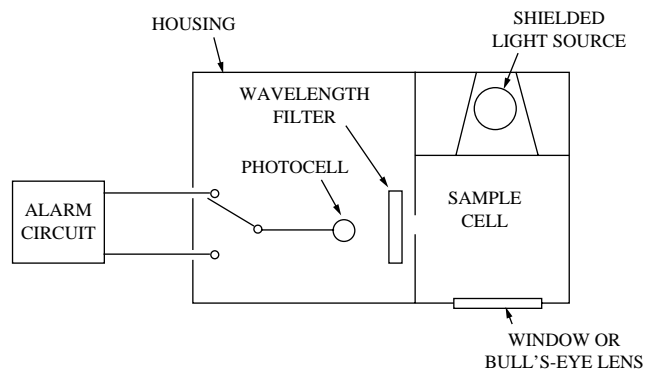 HOUSING
SHIELDED
LIGHT SOURCE
WAVELENGTH
FILTER
PHOTOCELL
ALARM
CIRCUIT
SAMPLE
CELL
WINDOW OR
BULL'S-EYE LENS